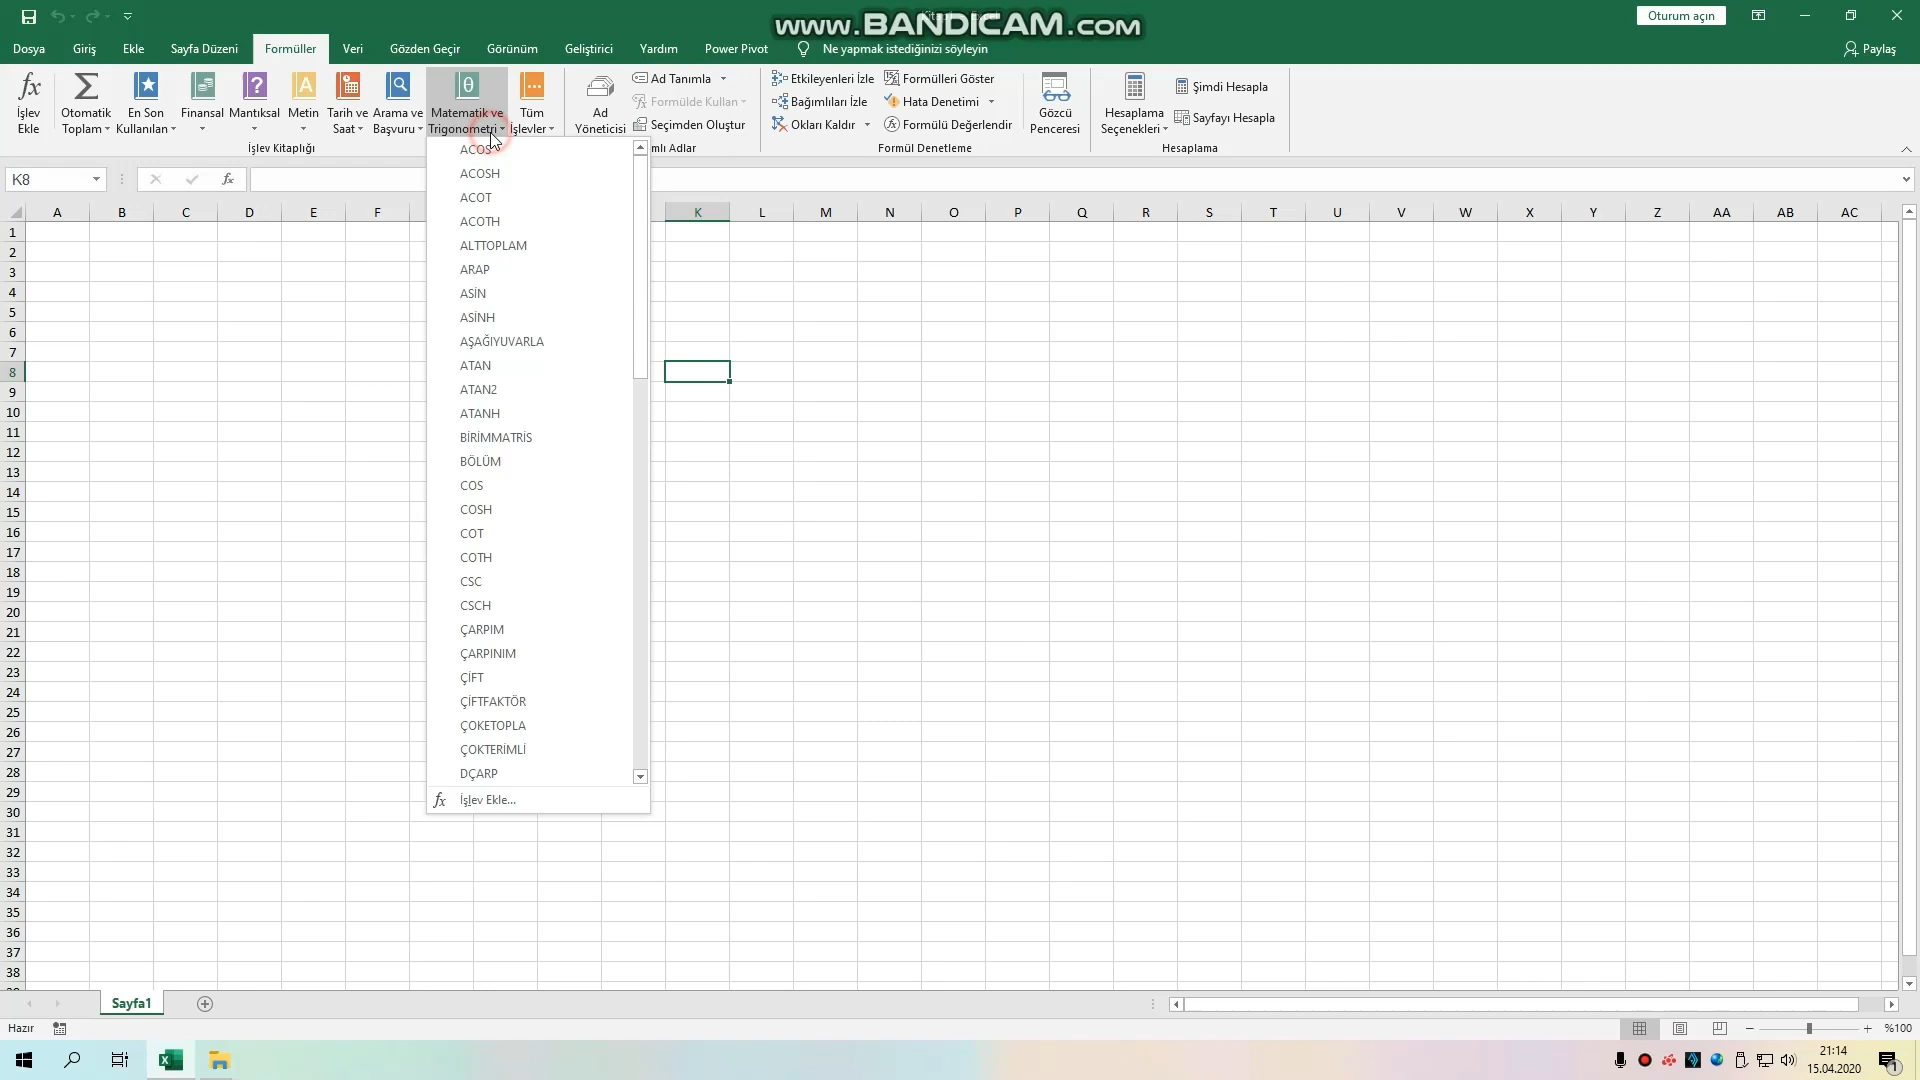 www.BANDICAM.com
Oturum açın
Dosya Giriş Ekle Sayfa Düzeni Formüller Veri Gözden Geçir Görünüm Geliştirici Yardım Power Pivot Ne yapmak istediğinizi söyleyin Paylaş
İşlev Ekle
Otomatik Toplam
En Son Kullanılan
Finansal
Mantıksal
Metin
Tarih ve Saat
Arama ve Başvuru
Matematik ve Trigonometri
Tüm İşlevler
İşlev Kitaplığı
Ad Yöneticisi
Ad Tanımla
Formülde Kullan
Seçimden Oluştur
mlı Adlar
Etkileyenleri İzle
Bağımlıları İzle
Okları Kaldır
Formülleri Göster
Hata Denetimi
Formülü Değerlendir
Formül Denetleme
Gözcü Penceresi
Hesaplama Seçenekleri
Şimdi Hesapla
Sayfayı Hesapla
Hesaplama
K8
fx
A B C D E F K L M N O P Q R S T U V W X Y Z AA AB AC
1
2
3
4
5
6
7
8
9
10
11
12
13
14
15
16
17
18
19
20
21
22
23
24
25
26
27
28
29
30
31
32
33
34
35
36
37
38
ACOS
ACOSH
ACOT
ACOTH
ALTTOPLAM
ARAP
ASİN
ASİNH
AŞAĞIYUVARLA
ATAN
ATAN2
ATANH
BİRİMMATRİS
BÖLÜM
COS
COSH
COT
COTH
CSC
CSCH
ÇARPIM
ÇARPINIM
ÇİFT
ÇİFTFAKTÖR
ÇOKETOPLA
ÇOKTERİMLİ
DÇARP
fx İşlev Ekle...
Sayfa1
Hazır
%100
21:14
15.04.2020
1